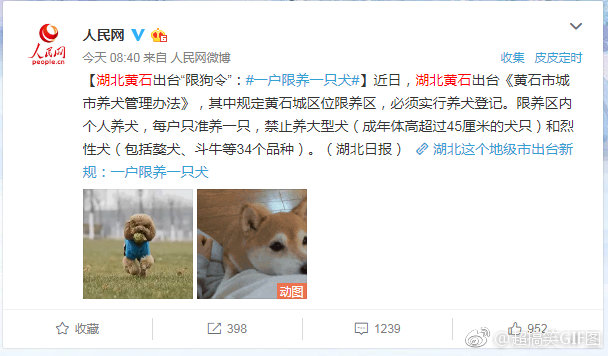 人民网
人民网
people.cn
今天 08:40 来自 人民网微博
收集 皮皮定时
【湖北黄石出台“限狗令”：#一户限养一只犬#】近日，湖北黄石出台《黄石市城
市养犬管理办法》，其中规定黄石城区位限养区，必须实行养犬登记。限养区内
个人养犬，每户只准养一只，禁止养大型犬（成年体高超过45厘米的犬只）和烈
性犬（包括獒犬、斗牛等34个品种）。（湖北日报） 湖北这个地级市出台新
规：一户限养一只犬
动图
收藏 398 1239 952
@超搞笑GIF图